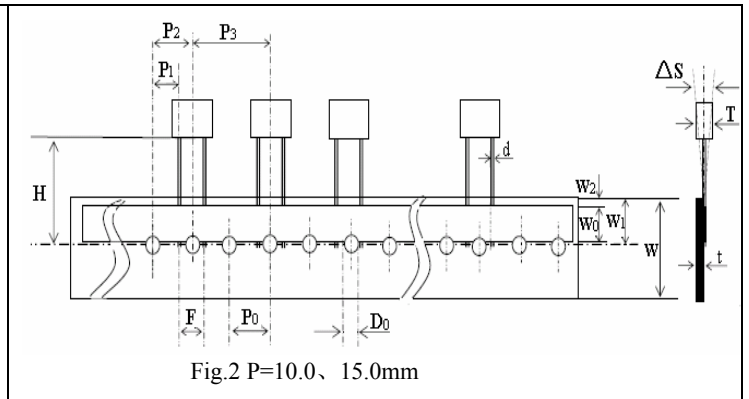 P2 P3
P1
ΔS
T
d
H
W2
W0 W1
W
t
F P0 D0
Fig.2 P=10.0、15.0mm